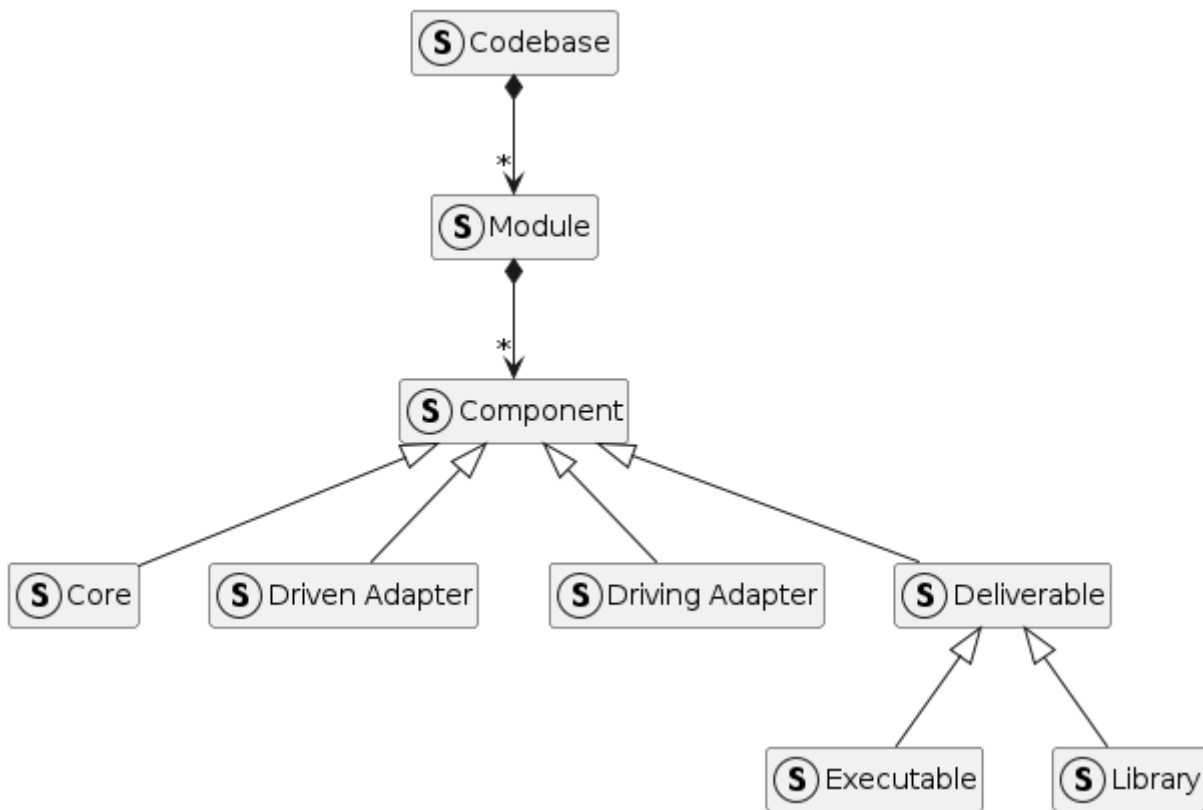 S Codebase
*
S Module
*
S Component
S Core
S Driven Adapter
S Driving Adapter
S Deliverable
S Executable
S Library